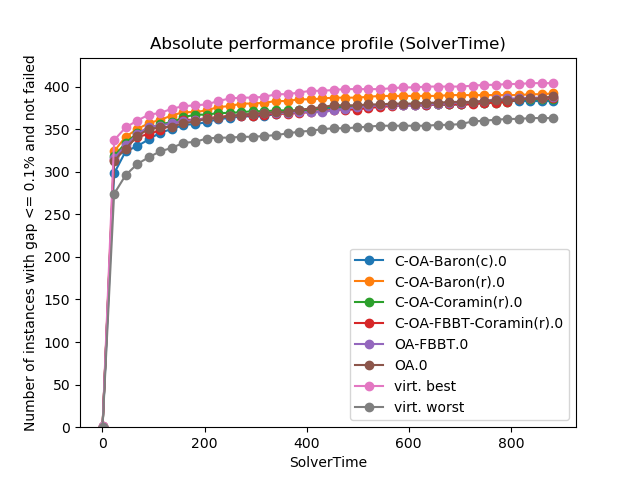 Absolute performance profile (SolverTime)
Number of instances with gap <= 0.1% and not failed
400
350
300
250
200
150
100
50
0
C-OA-Baron(c).0
C-OA-Baron(r).0
C-OA-Coramin(r).0
C-OA-FBBT-Coramin(r).0
OA-FBBT.0
OA.0
virt. best
virt. worst
0 200 400 600 800
SolverTime